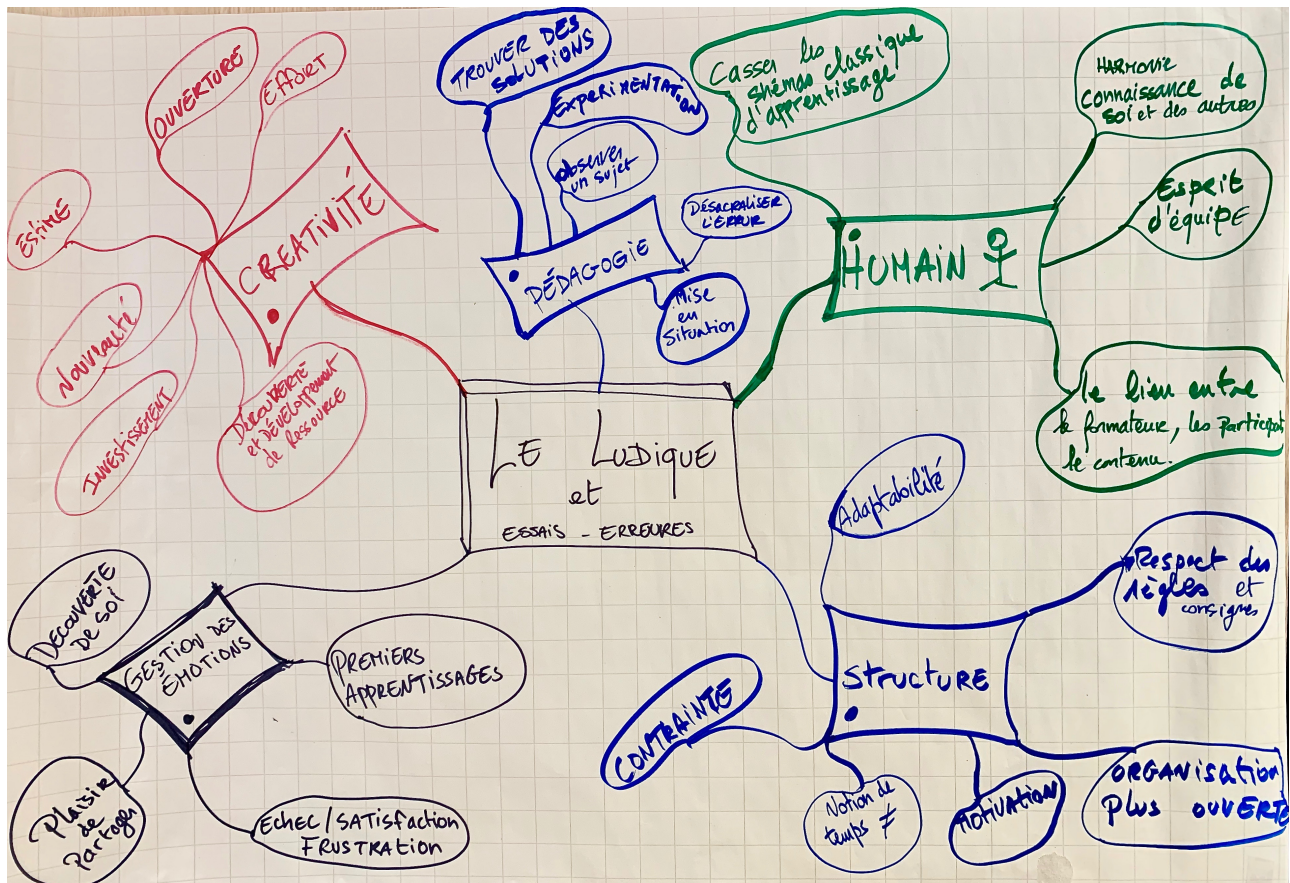 OUVERTURE
EFFORT
ESTIME
NOUVEAUTÉ
INVESTISSEMENT
DÉCOUVERTE
et DÉVELOPPEMENT
de RESSOURCE
CREATIVITÉ
TROUVER DES
SOLUTIONS
EXPERIMENTATION
observer
un sujet
DÉSACRALISER
L'ERREUR
Mise
en
Situation
PÉDAGOGIE
Casser les
shémas classique
d'apprentissage
HARMONIE
CONNAISSANCE de
soi et des autres
Esprit
d'équipe
HUMAIN
le lien entre
le formateur, les participants
le contenu.
LE LUDIQUE
et
ESSAIS - ERREURES
Adaptabilité
Respect des
règles et
consignes
STRUCTURE
CONTRAINTE
Notion de
temps ≠
MOTIVATION
ORGANISATION
PLUS OUVERTE
DECOUVERTE
DE SOI
GESTION DES
ÉMOTIONS
PREMIERS
APPRENTISSAGES
Plaisir
de
Partager
ECHEC / SATISFACTION
FRUSTRATION